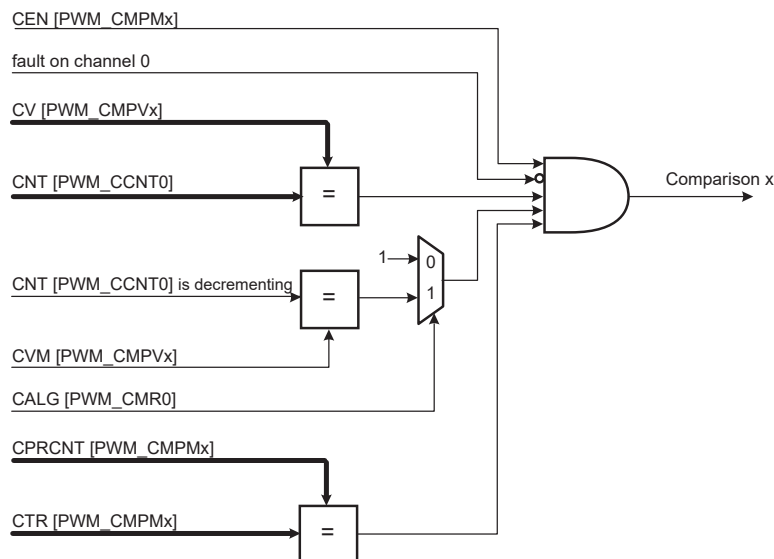 CEN [PWM_CMPMx]
fault on channel 0
CV [PWM_CMPVx]
CNT [PWM_CCNT0]
=
Comparison x
1
0
CNT [PWM_CCNT0] is decrementing
=
1
CVM [PWM_CMPVx]
CALG [PWM_CMR0]
CPRCNT [PWM_CMPMx]
CTR [PWM_CMPMx]
=